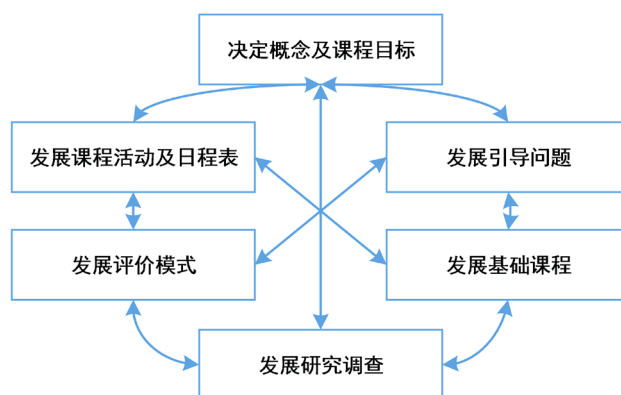 决定概念及课程目标
发展课程活动及日程表
发展引导问题
发展评价模式
发展基础课程
发展研究调查